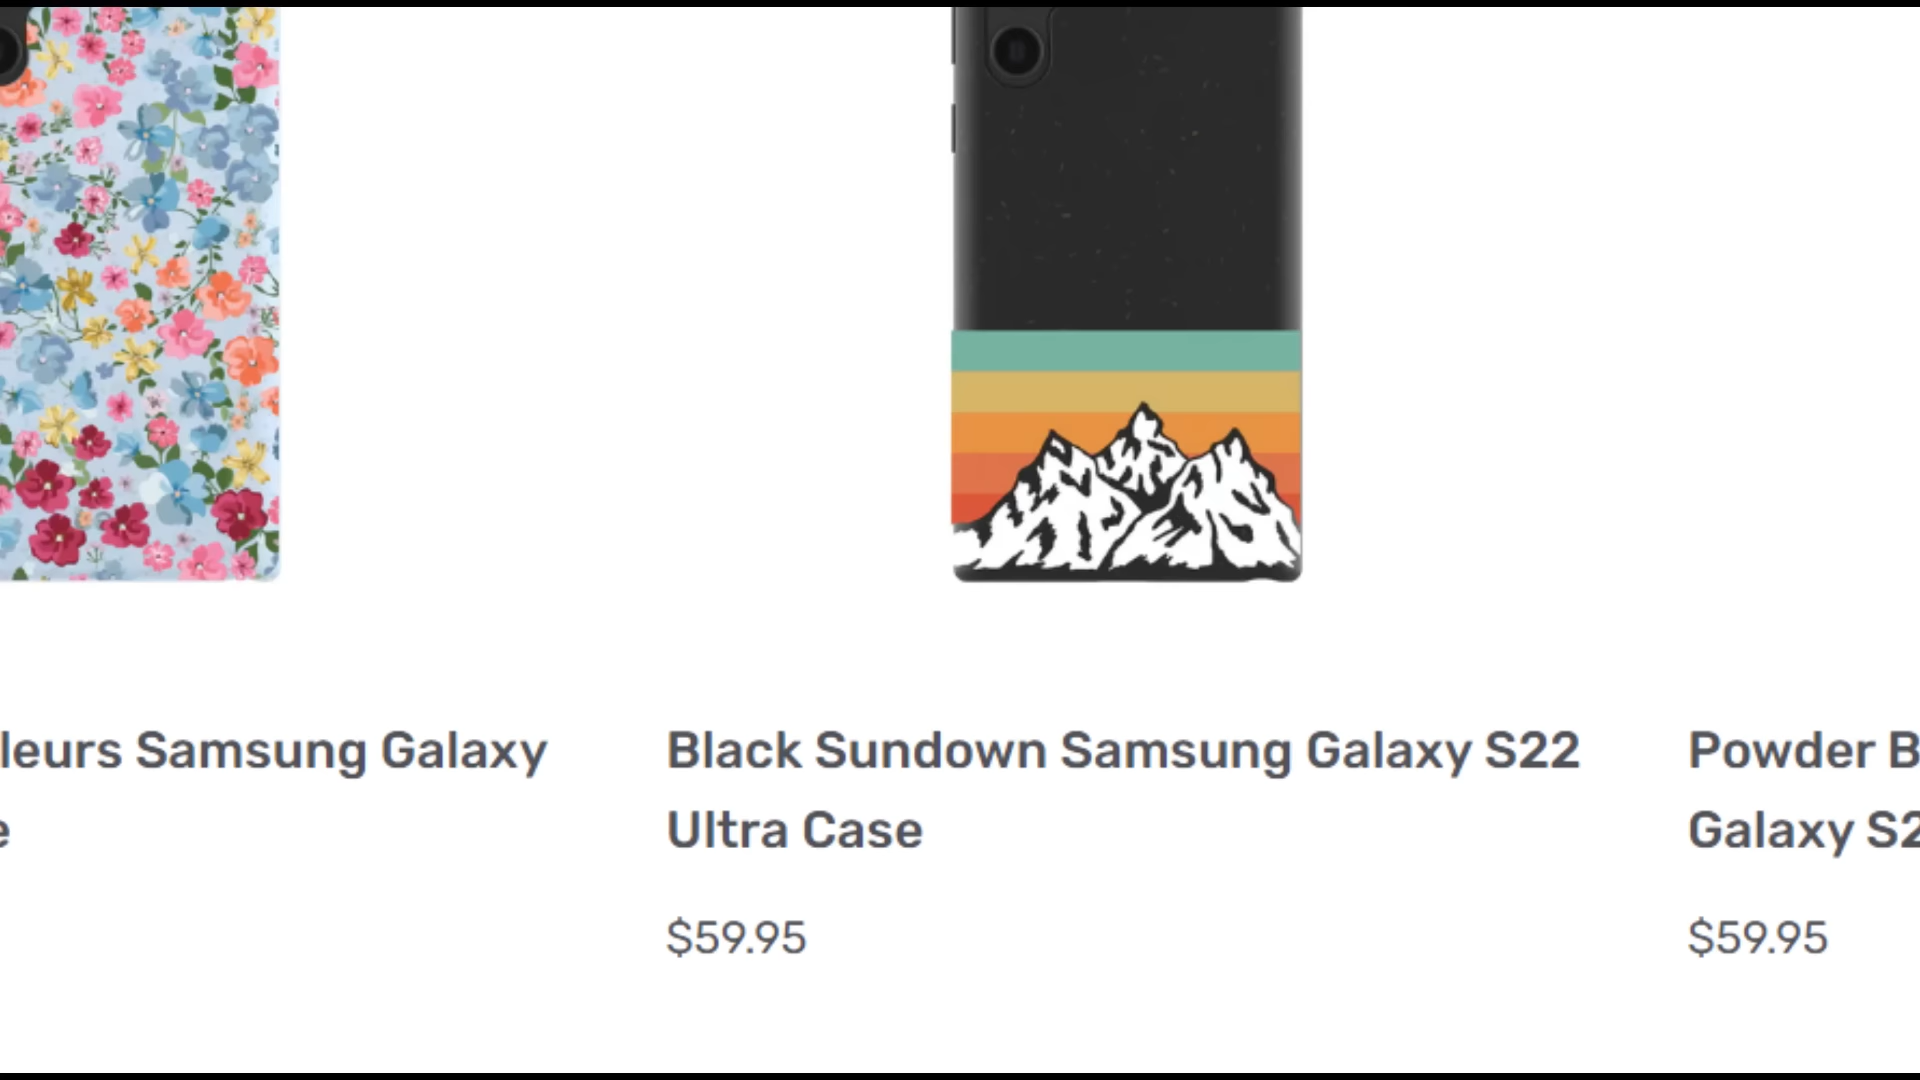 leurs Samsung Galaxy
e
Black Sundown Samsung Galaxy S22
Ultra Case
$59.95
Powder B
Galaxy S2
$59.95